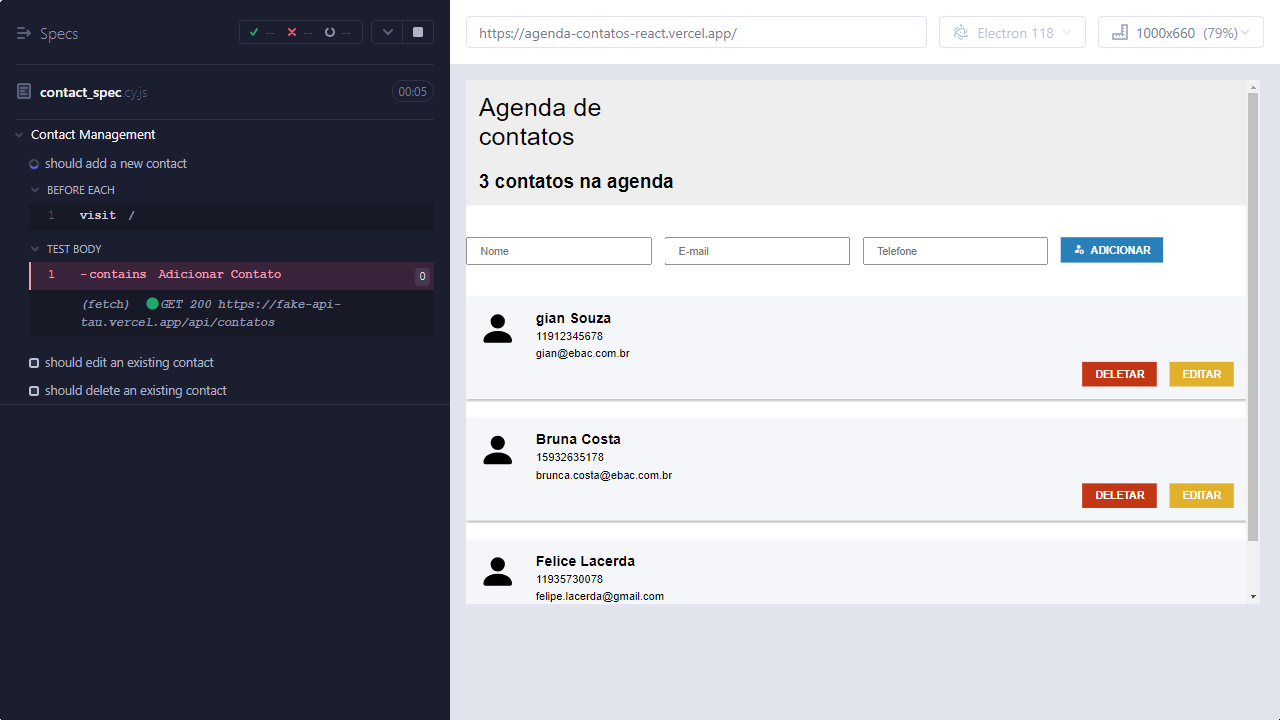 Specs
--
--
--
contact_spec.cy.js
00:05
Contact Management
should add a new contact
BEFORE EACH
1 visit /
TEST BODY
1 -contains Adicionar Contato 0
(fetch) GET 200 https://fake-api-
tau.vercel.app/api/contatos
should edit an existing contact
should delete an existing contact
https://agenda-contatos-react.vercel.app/
Electron 118
1000x660 (79%)
Agenda de
contatos
3 contatos na agenda
Nome
E-mail
Telefone
ADICIONAR
gian Souza
11912345678
gian@ebac.com.br
DELETAR
EDITAR
Bruna Costa
15932635178
brunca.costa@ebac.com.br
DELETAR
EDITAR
Felice Lacerda
11935730078
felipe.lacerda@gmail.com